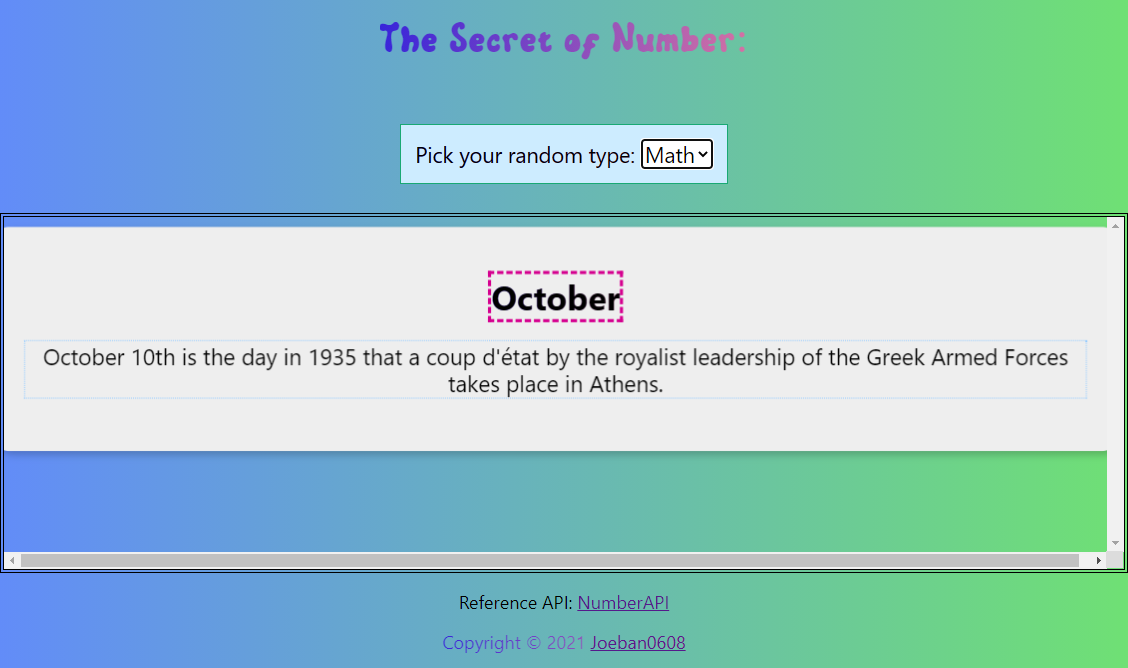 The Secret of Number:
Pick your random type: Math
October
October 10th is the day in 1935 that a coup d'état by the royalist leadership of the Greek Armed Forces
takes place in Athens.
Reference API: NumberAPI
Copyright © 2021 Joeban0608